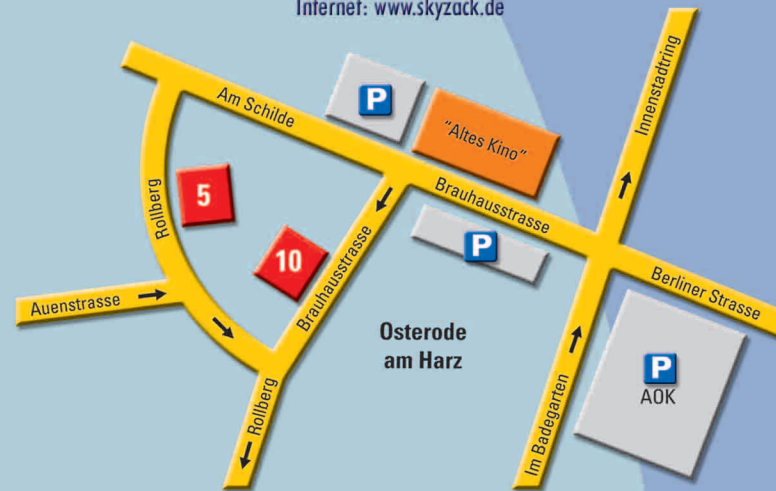 Internet: www.skyzack.de
Am Schilde
P
"Altes Kino"
Innenstadtring
Rollberg
5
Brauhausstrasse
P
10
Brauhausstrasse
Berliner Strasse
Auenstrasse
Osterode
am Harz
P
AOK
Rollberg
Im Badegarten